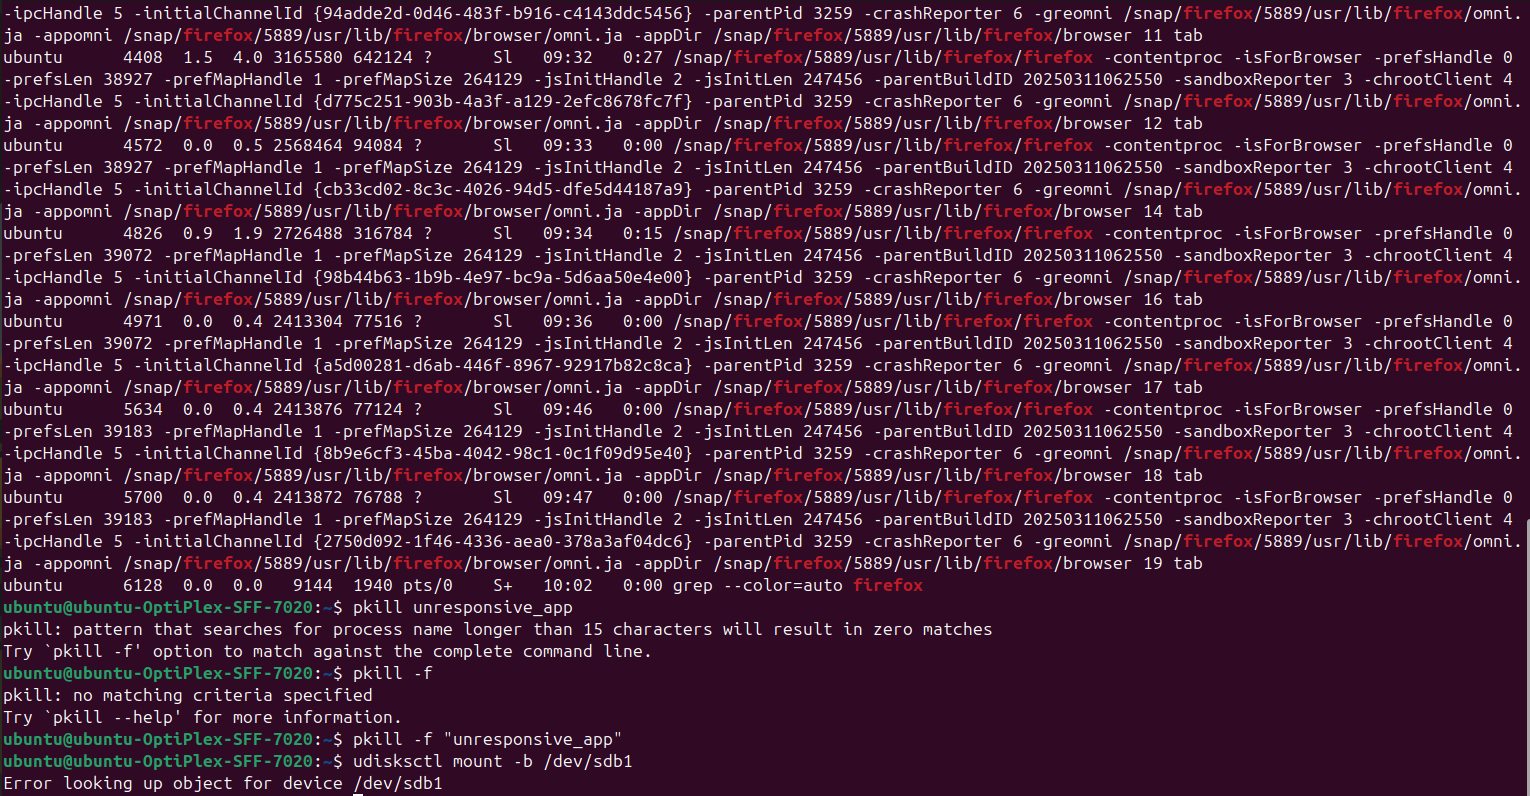 -ipcHandle 5 -initialChannelId {94adde2d-0d46-483f-b916-c4143ddc5456} -parentPid 3259 -crashReporter 6 -greomni /snap/firefox/5889/usr/lib/firefox/omni.
ja -appomni /snap/firefox/5889/usr/lib/firefox/browser/omni.ja -appDir /snap/firefox/5889/usr/lib/firefox/browser 11 tab
ubuntu      4408  1.5  4.0 3165580 642124 ?        Sl   09:32   0:27 /snap/firefox/5889/usr/lib/firefox/firefox -contentproc -isForBrowser -prefsHandle 0
-prefsLen 38927 -prefMapHandle 1 -prefMapSize 264129 -jsInitHandle 2 -jsInitLen 247456 -parentBuildID 20250311062550 -sandboxReporter 3 -chrootClient 4
-ipcHandle 5 -initialChannelId {d775c251-903b-4a3f-a129-2efc8678fc7f} -parentPid 3259 -crashReporter 6 -greomni /snap/firefox/5889/usr/lib/firefox/omni.
ja -appomni /snap/firefox/5889/usr/lib/firefox/browser/omni.ja -appDir /snap/firefox/5889/usr/lib/firefox/browser 12 tab
ubuntu      4572  0.0  0.5 2568464 94084 ?        Sl   09:33   0:00 /snap/firefox/5889/usr/lib/firefox/firefox -contentproc -isForBrowser -prefsHandle 0
-prefsLen 38927 -prefMapHandle 1 -prefMapSize 264129 -jsInitHandle 2 -jsInitLen 247456 -parentBuildID 20250311062550 -sandboxReporter 3 -chrootClient 4
-ipcHandle 5 -initialChannelId {cb33cd02-8c3c-4026-94d5-dfe5d44187a9} -parentPid 3259 -crashReporter 6 -greomni /snap/firefox/5889/usr/lib/firefox/omni.
ja -appomni /snap/firefox/5889/usr/lib/firefox/browser/omni.ja -appDir /snap/firefox/5889/usr/lib/firefox/browser 14 tab
ubuntu      4826  0.9  1.9 2726488 316784 ?        Sl   09:34   0:15 /snap/firefox/5889/usr/lib/firefox/firefox -contentproc -isForBrowser -prefsHandle 0
-prefsLen 39072 -prefMapHandle 1 -prefMapSize 264129 -jsInitHandle 2 -jsInitLen 247456 -parentBuildID 20250311062550 -sandboxReporter 3 -chrootClient 4
-ipcHandle 5 -initialChannelId {98b44b63-1b9b-4e97-bc9a-5d6aa50e4e00} -parentPid 3259 -crashReporter 6 -greomni /snap/firefox/5889/usr/lib/firefox/omni.
ja -appomni /snap/firefox/5889/usr/lib/firefox/browser/omni.ja -appDir /snap/firefox/5889/usr/lib/firefox/browser 16 tab
ubuntu      4971  0.0  0.4 2413304 77516 ?        Sl   09:36   0:00 /snap/firefox/5889/usr/lib/firefox/firefox -contentproc -isForBrowser -prefsHandle 0
-prefsLen 39072 -prefMapHandle 1 -prefMapSize 264129 -jsInitHandle 2 -jsInitLen 247456 -parentBuildID 20250311062550 -sandboxReporter 3 -chrootClient 4
-ipcHandle 5 -initialChannelId {a5d00281-d6ab-446f-8967-92917b82c8ca} -parentPid 3259 -crashReporter 6 -greomni /snap/firefox/5889/usr/lib/firefox/omni.
ja -appomni /snap/firefox/5889/usr/lib/firefox/browser/omni.ja -appDir /snap/firefox/5889/usr/lib/firefox/browser 17 tab
ubuntu      5634  0.0  0.4 2413876 77124 ?        Sl   09:46   0:00 /snap/firefox/5889/usr/lib/firefox/firefox -contentproc -isForBrowser -prefsHandle 0
-prefsLen 39183 -prefMapHandle 1 -prefMapSize 264129 -jsInitHandle 2 -jsInitLen 247456 -parentBuildID 20250311062550 -sandboxReporter 3 -chrootClient 4
-ipcHandle 5 -initialChannelId {8b9e6cf3-45ba-4042-98c1-0c1f09d95e40} -parentPid 3259 -crashReporter 6 -greomni /snap/firefox/5889/usr/lib/firefox/omni.
ja -appomni /snap/firefox/5889/usr/lib/firefox/browser/omni.ja -appDir /snap/firefox/5889/usr/lib/firefox/browser 18 tab
ubuntu      5700  0.0  0.4 2413872 76788 ?        Sl   09:47   0:00 /snap/firefox/5889/usr/lib/firefox/firefox -contentproc -isForBrowser -prefsHandle 0
-prefsLen 39183 -prefMapHandle 1 -prefMapSize 264129 -jsInitHandle 2 -jsInitLen 247456 -parentBuildID 20250311062550 -sandboxReporter 3 -chrootClient 4
-ipcHandle 5 -initialChannelId {2750d092-1f46-4336-aea0-378a3af04dc6} -parentPid 3259 -crashReporter 6 -greomni /snap/firefox/5889/usr/lib/firefox/omni.
ja -appomni /snap/firefox/5889/usr/lib/firefox/browser/omni.ja -appDir /snap/firefox/5889/usr/lib/firefox/browser 19 tab
ubuntu      6128  0.0  0.0   9144  1940 pts/0    S+   10:02   0:00 grep --color=auto firefox
ubuntu@ubuntu-OptiPlex-SFF-7020:~$ pkill unresponsive_app
pkill: pattern that searches for process name longer than 15 characters will result in zero matches
Try `pkill -f' option to match against the complete command line.
ubuntu@ubuntu-OptiPlex-SFF-7020:~$ pkill -f
pkill: no matching criteria specified
Try `pkill --help' for more information.
ubuntu@ubuntu-OptiPlex-SFF-7020:~$ pkill -f "unresponsive_app"
ubuntu@ubuntu-OptiPlex-SFF-7020:~$ udisksctl mount -b /dev/sdb1
Error looking up object for device /dev/sdb1